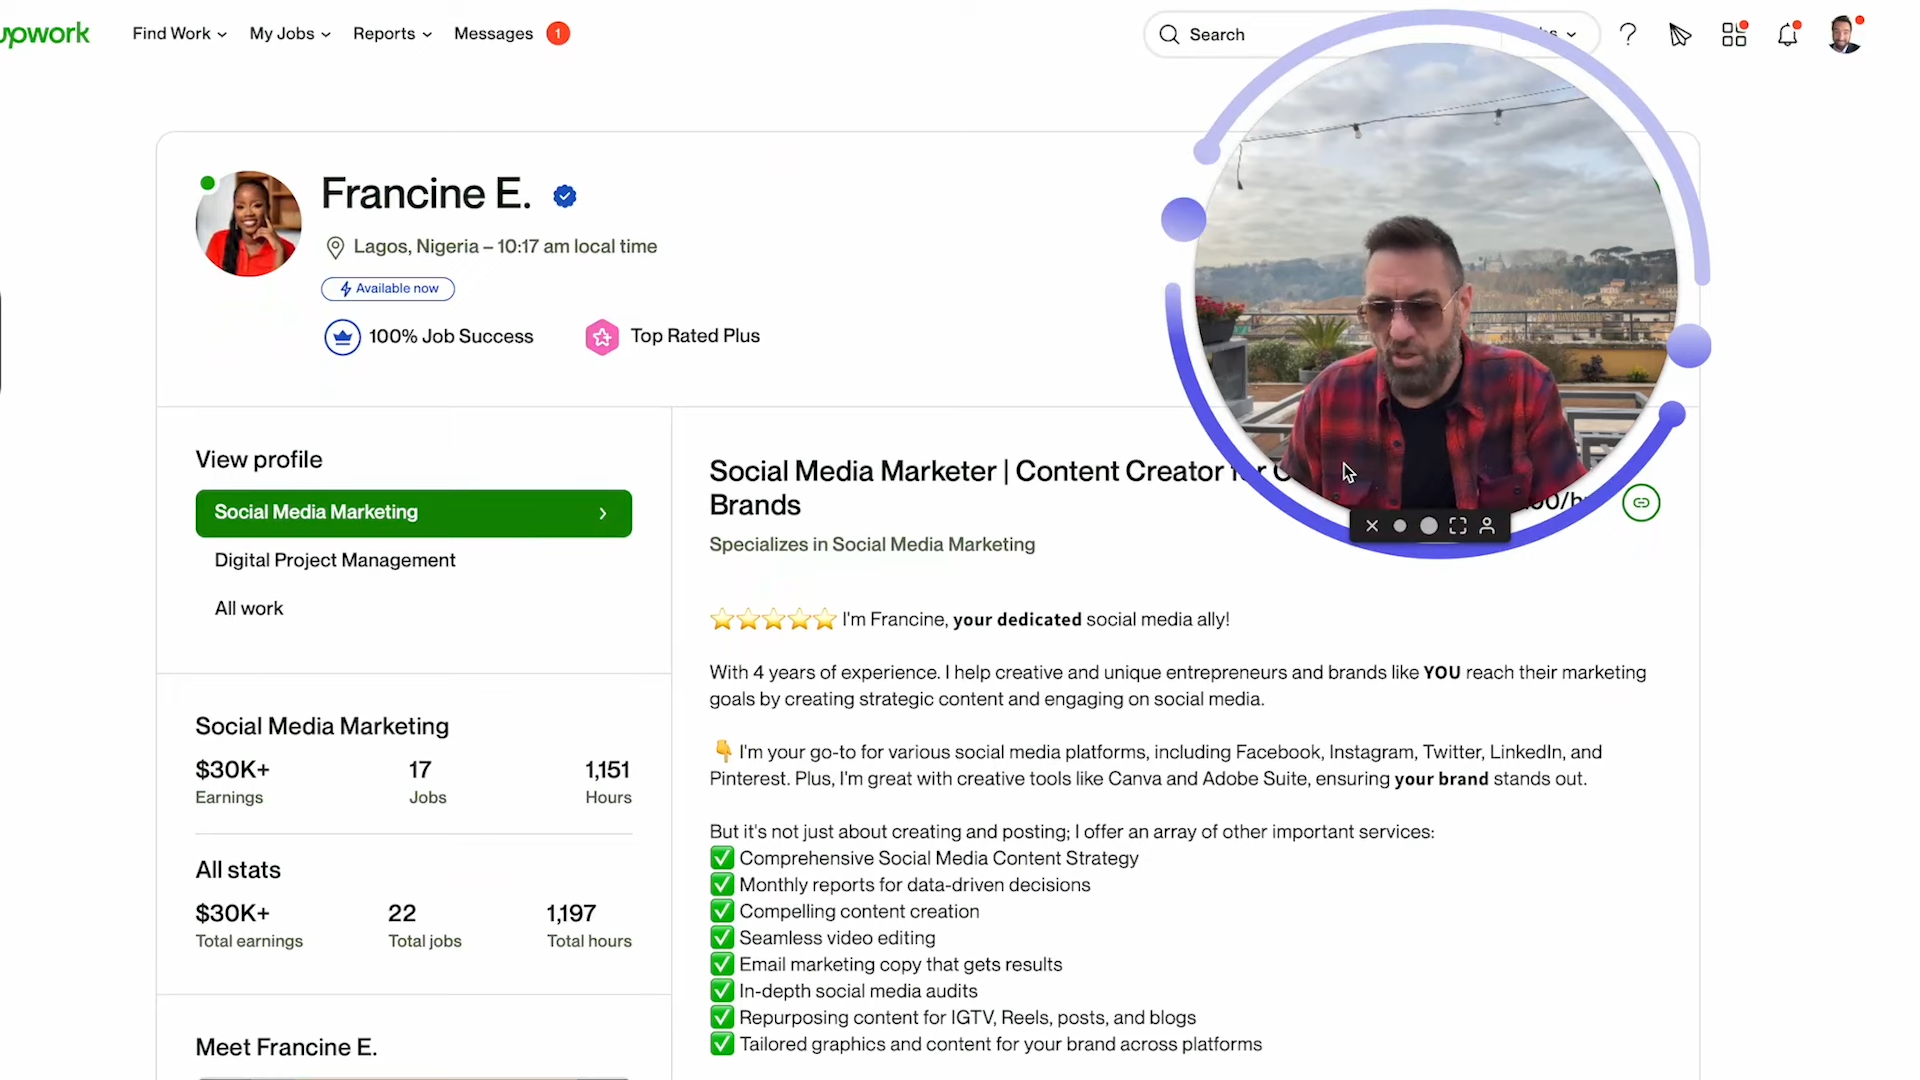 upwork
Find Work
My Jobs
Reports
Messages
1
Search
?
Francine E.
Lagos, Nigeria – 10:17 am local time
Available now
100% Job Success
Top Rated Plus
View profile
Social Media Marketing
Digital Project Management
All work
Social Media Marketing
$30K+ 17 1,151
Earnings Jobs Hours
All stats
$30K+ 22 1,197
Total earnings Total jobs Total hours
Meet Francine E.
Social Media Marketer | Content Creator
Brands
Specializes in Social Media Marketing
⭐⭐⭐⭐⭐ I'm Francine, your dedicated social media ally!
With 4 years of experience. I help creative and unique entrepreneurs and brands like YOU reach their marketing
goals by creating strategic content and engaging on social media.
👇 I'm your go-to for various social media platforms, including Facebook, Instagram, Twitter, LinkedIn, and
Pinterest. Plus, I'm great with creative tools like Canva and Adobe Suite, ensuring your brand stands out.
But it's not just about creating and posting; I offer an array of other important services:
✅ Comprehensive Social Media Content Strategy
✅ Monthly reports for data-driven decisions
✅ Compelling content creation
✅ Seamless video editing
✅ Email marketing copy that gets results
✅ In-depth social media audits
✅ Repurposing content for IGTV, Reels, posts, and blogs
✅ Tailored graphics and content for your brand across platforms